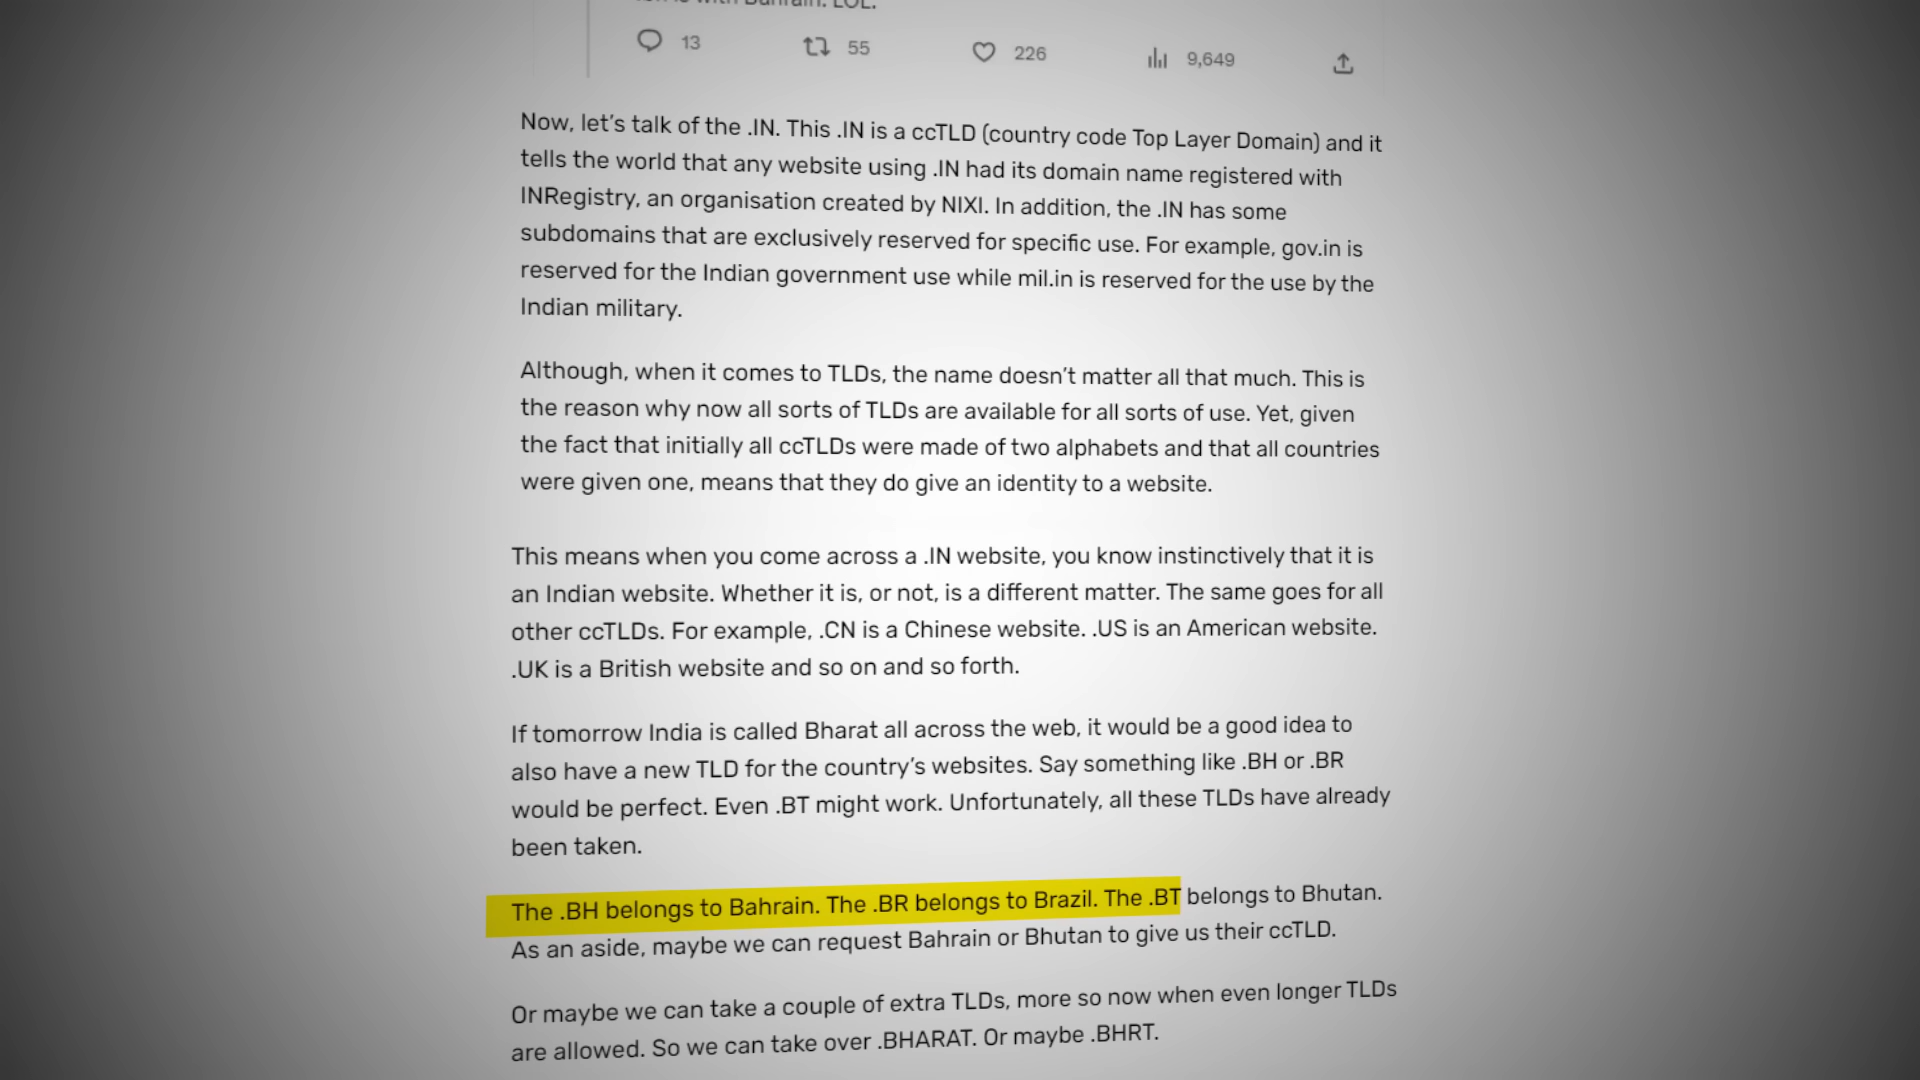 with Bahrain. LOL.
13 55 226 9,649
Now, let's talk of the .IN. This .IN is a ccTLD (country code Top Layer Domain) and it
tells the world that any website using .IN had its domain name registered with
INRegistry, an organisation created by NIXI. In addition, the .IN has some
subdomains that are exclusively reserved for specific use. For example, gov.in is
reserved for the Indian government use while mil.in is reserved for the use by the
Indian military.
Although, when it comes to TLDs, the name doesn't matter all that much. This is
the reason why now all sorts of TLDs are available for all sorts of use. Yet, given
the fact that initially all ccTLDs were made of two alphabets and that all countries
were given one, means that they do give an identity to a website.
This means when you come across a .IN website, you know instinctively that it is
an Indian website. Whether it is, or not, is a different matter. The same goes for all
other ccTLDs. For example, .CN is a Chinese website. .US is an American website.
.UK is a British website and so on and so forth.
If tomorrow India is called Bharat all across the web, it would be a good idea to
also have a new TLD for the country's websites. Say something like .BH or .BR
would be perfect. Even .BT might work. Unfortunately, all these TLDs have already
been taken.
The .BH belongs to Bahrain. The .BR belongs to Brazil. The .BT belongs to Bhutan.
As an aside, maybe we can request Bahrain or Bhutan to give us their ccTLD.
Or maybe we can take a couple of extra TLDs, more so now when even longer TLDs
are allowed. So we can take over .BHARAT. Or maybe .BHRT.